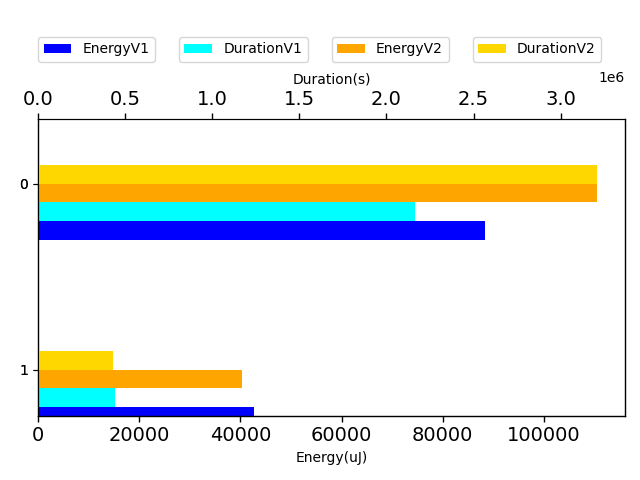 EnergyV1 DurationV1 EnergyV2 DurationV2
Duration(s)
1e6
0.0 0.5 1.0 1.5 2.0 2.5 3.0
0
1
0 20000 40000 60000 80000 100000
Energy(uJ)